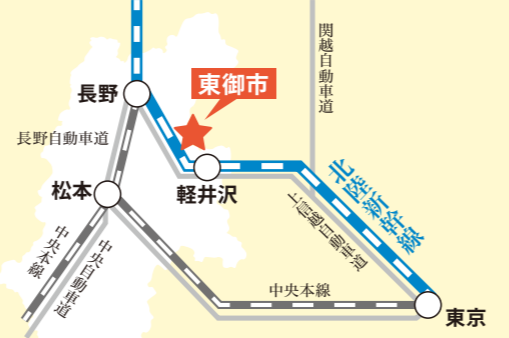 関越自動車道
東御市
長野
長野自動車道
北陸新幹線
松本
軽井沢
上信越自動車道
中央本線
中央自動車道
中央本線
東京